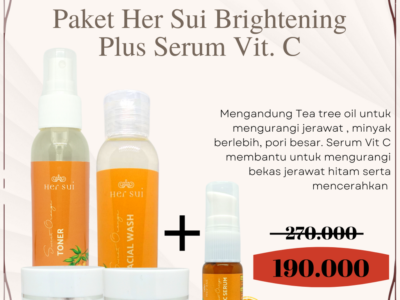 Paket Her Sui Brightening
Plus Serum Vit. C
Mengandung Tea tree oil untuk
mengurangi jerawat , minyak
berlebih, pori besar. Serum Vit C
membantu untuk mengurangi
bekas jerawat hitam serta
mencerahkan
Her sui
TONER
Her sui
FACIAL WASH
+
SERUM
270.000
190.000